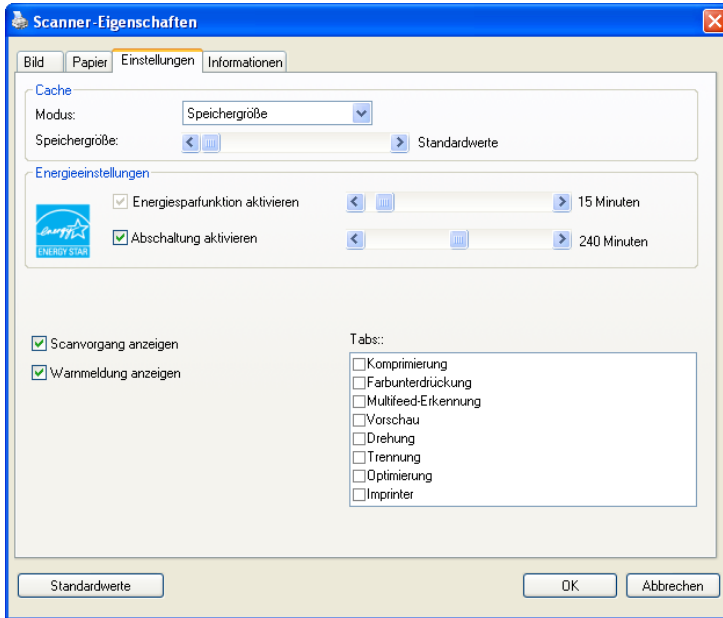 Scanner-Eigenschaften
Bild Papier Einstellungen Informationen
Cache
Modus: Speichergröße
Speichergröße: Standardwerte
Energieeinstellungen
Energiesparfunktion aktivieren 15 Minuten
energy
ENERGY STAR
Abschaltung aktivieren 240 Minuten
Scanvorgang anzeigen
Warnmeldung anzeigen
Tabs::
Komprimierung
Farbunterdrückung
Multifeed-Erkennung
Vorschau
Drehung
Trennung
Optimierung
Imprinter
Standardwerte OK Abbrechen